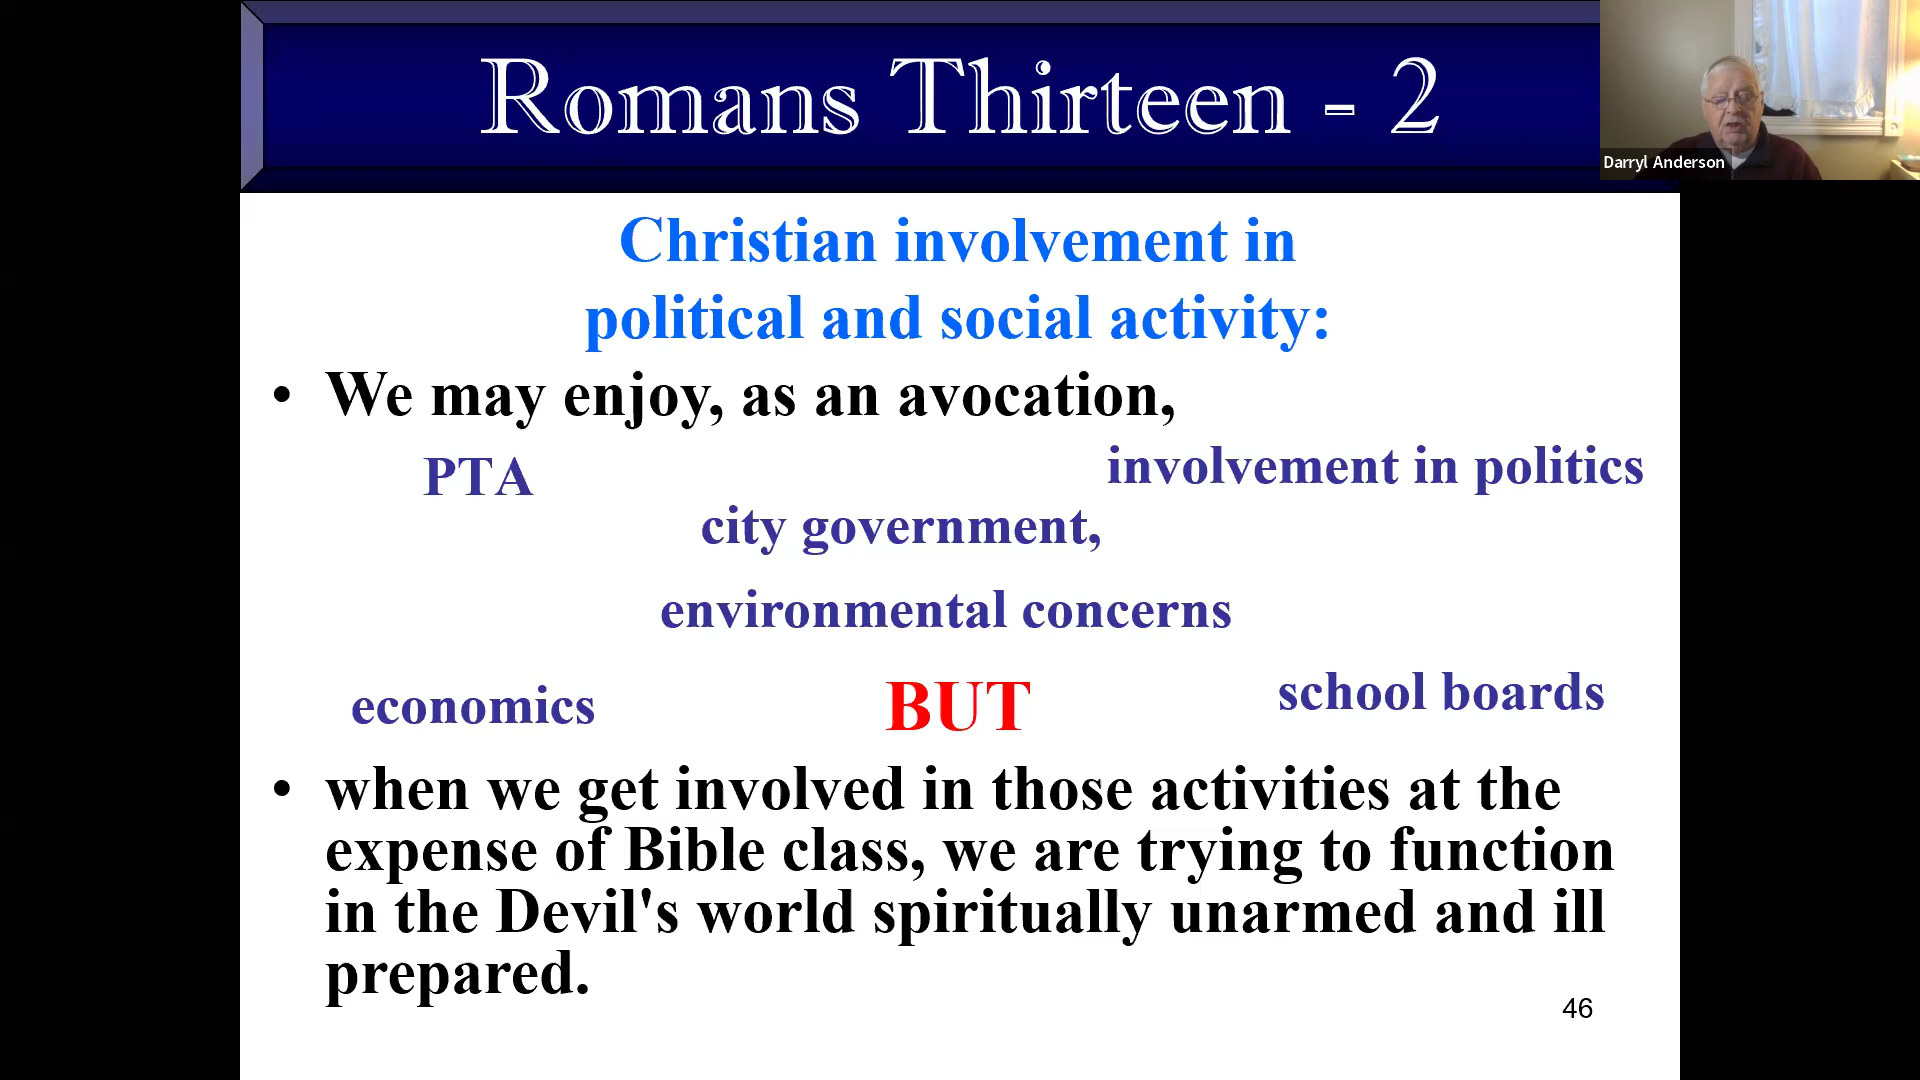 Romans Thirteen - 2
Darryl Anderson
Christian involvement in
political and social activity:
• We may enjoy, as an avocation,
PTA
involvement in politics
city government,
environmental concerns
economics
BUT
school boards
• when we get involved in those activities at the
expense of Bible class, we are trying to function
in the Devil's world spiritually unarmed and ill
prepared.
46